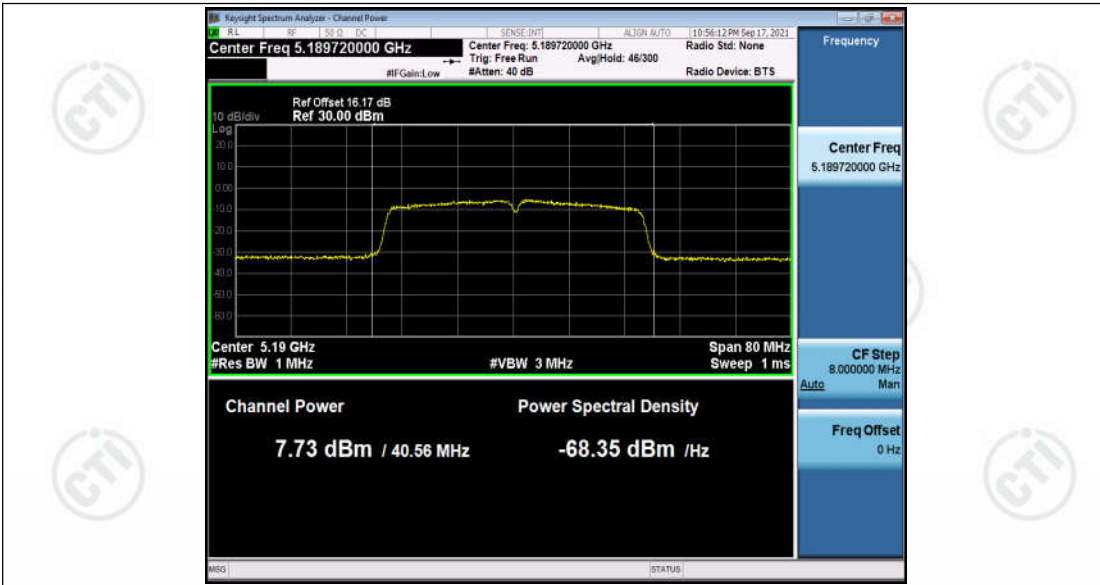 Keysight Spectrum Analyzer - Channel Power
RL RF 50 Ω DC SENSE:INT ALIGN AUTO 10:56:12 PM Sep 17, 2021
Center Freq 5.189720000 GHz
Center Freq: 5.189720000 GHz Radio Std: None
Trig: Free Run Avg|Hold: 46/300
#IFGain:Low #Atten: 40 dB Radio Device: BTS
Frequency
Ref Offset 16.17 dB
10 dB/div Ref 30.00 dBm
Log
20.0
10.0
0.00
-10.0
-20.0
-30.0
-40.0
-50.0
-60.0
Center 5.19 GHz Span 80 MHz
#Res BW 1 MHz #VBW 3 MHz Sweep 1 ms
Center Freq
5.189720000 GHz
CF Step
8.000000 MHz
Auto Man
Freq Offset
0 Hz
Channel Power Power Spectral Density
7.73 dBm / 40.56 MHz -68.35 dBm /Hz
MSG STATUS
CTI
CTI
CTI
CTI